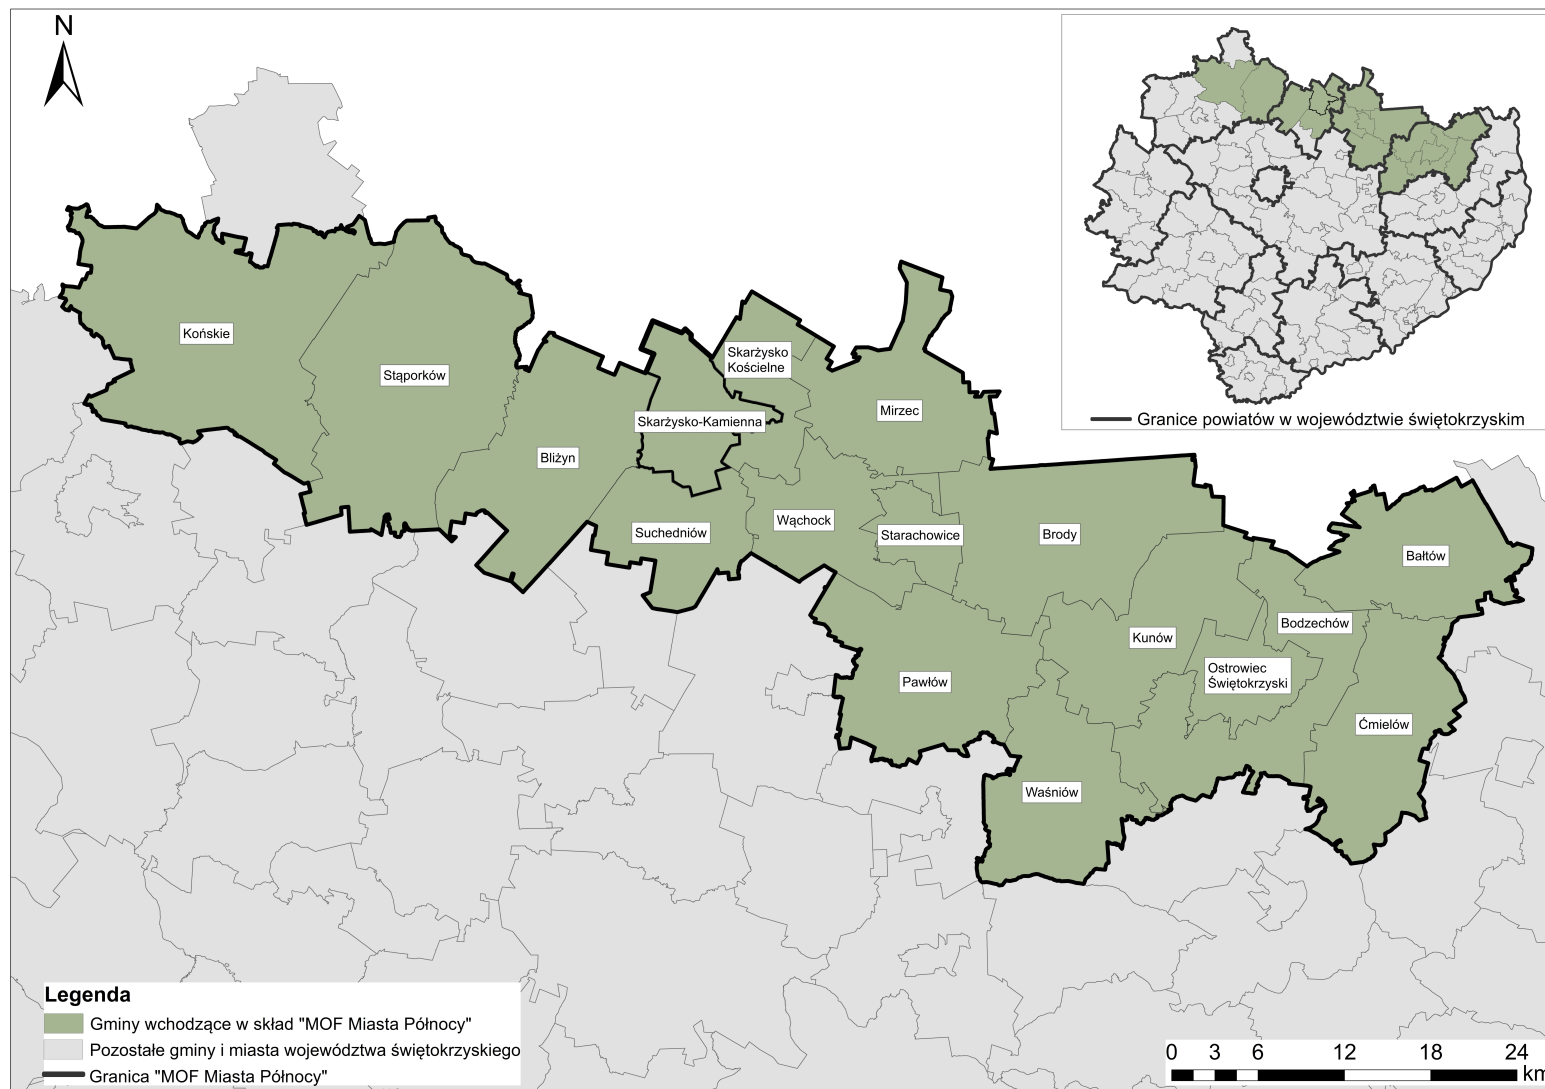 N
Granice powiatów w województwie świętokrzyskim
Końskie
Stąporków
Skarżysko
Kościelne
Mirzec
Skarżysko-Kamienna
Bliżyn
Suchedniów
Wąchock
Starachowice
Brody
Bałtów
Bodzechów
Kunów
Ostrowiec
Świętokrzyski
Pawłów
Ćmielów
Waśniów
Legenda
Gminy wchodzące w skład "MOF Miasta Północy"
Pozostałe gminy i miasta województwa świętokrzyskiego
Granica "MOF Miasta Północy"
0 3 6 12 18 24
km